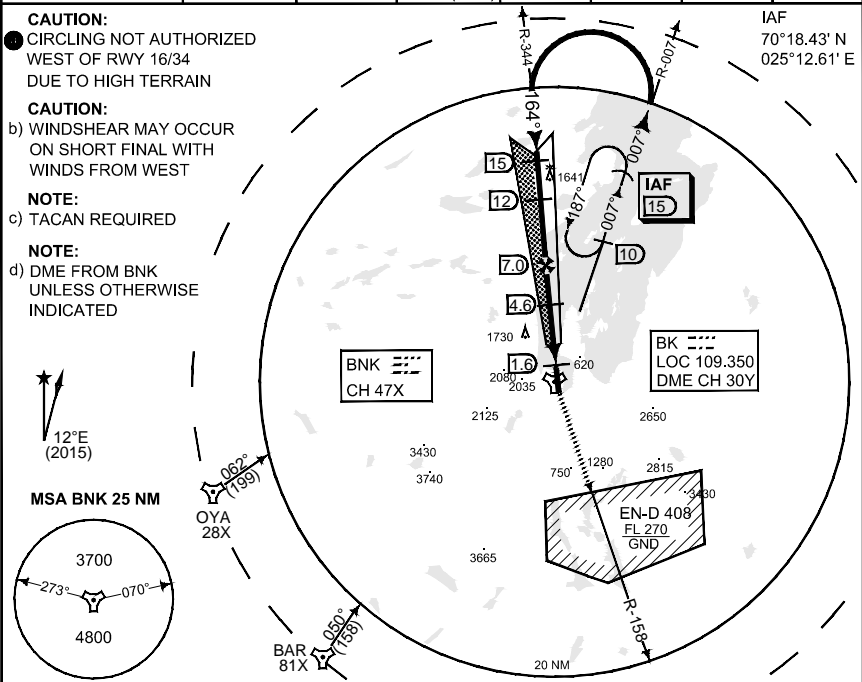 CAUTION:
CIRCLING NOT AUTHORIZED
WEST OF RWY 16/34
DUE TO HIGH TERRAIN
CAUTION:
b) WINDSHEAR MAY OCCUR
ON SHORT FINAL WITH
WINDS FROM WEST
NOTE:
c) TACAN REQUIRED
NOTE:
d) DME FROM BNK
UNLESS OTHERWISE
INDICATED
12°E
(2015)
MSA BNK 25 NM
3700
273°
070°
4800
IAF
70°18.43' N
025°12.61' E
R-344
R-007
164°
007°
15
1641
12
187°
007°
IAF
15
10
7.0
4.6
1730
1.6
620
2080
2035
BNK
CH 47X
BK
LOC 109.350
DME CH 30Y
2125
2650
3430
3740
750
1280
2815
3430
EN-D 408
FL 270
GND
3665
062°
(199)
OYA
28X
050°
(158)
BAR
81X
R-158
20 NM